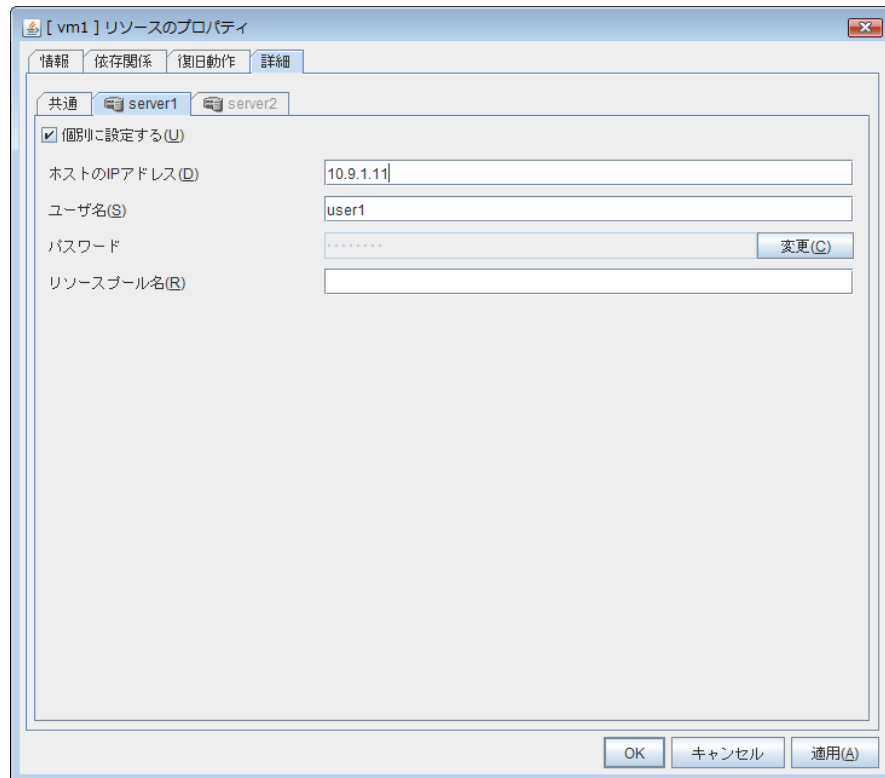 [ vm1 ] リソースのプロパティ
情報 依存関係 復旧動作 詳細
共通 server1 server2
個別に設定する(U)
ホストのIPアドレス(D) 10.9.1.11
ユーザ名(S) user1
パスワード ········ 変更(C)
リソースプール名(R)
OK キャンセル 適用(A)